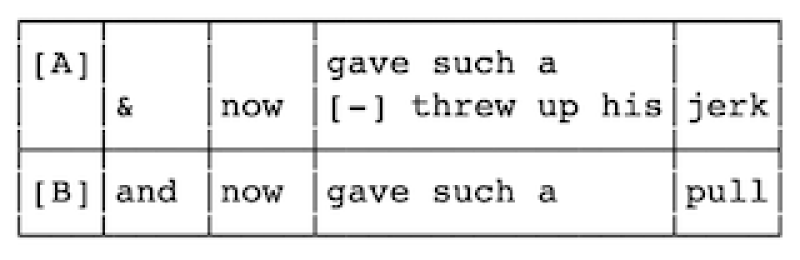 [A] gave such a
& now [-] threw up his jerk
[B] and now gave such a pull